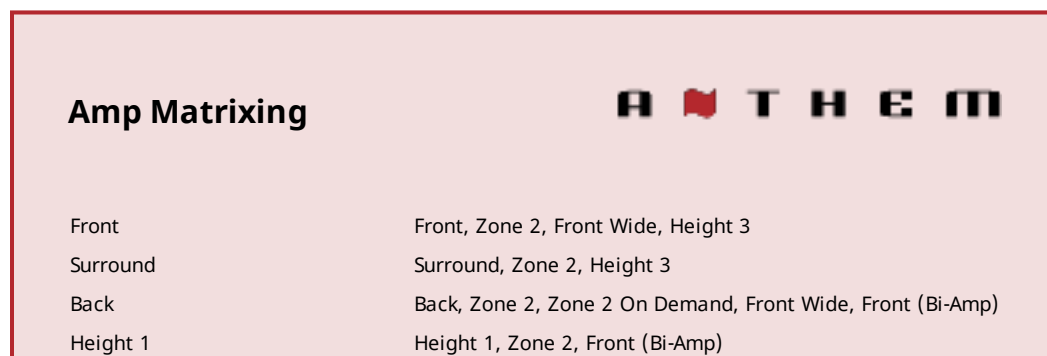 Amp Matrixing
ANTHEM
Front Front, Zone 2, Front Wide, Height 3
Surround Surround, Zone 2, Height 3
Back Back, Zone 2, Zone 2 On Demand, Front Wide, Front (Bi-Amp)
Height 1 Height 1, Zone 2, Front (Bi-Amp)